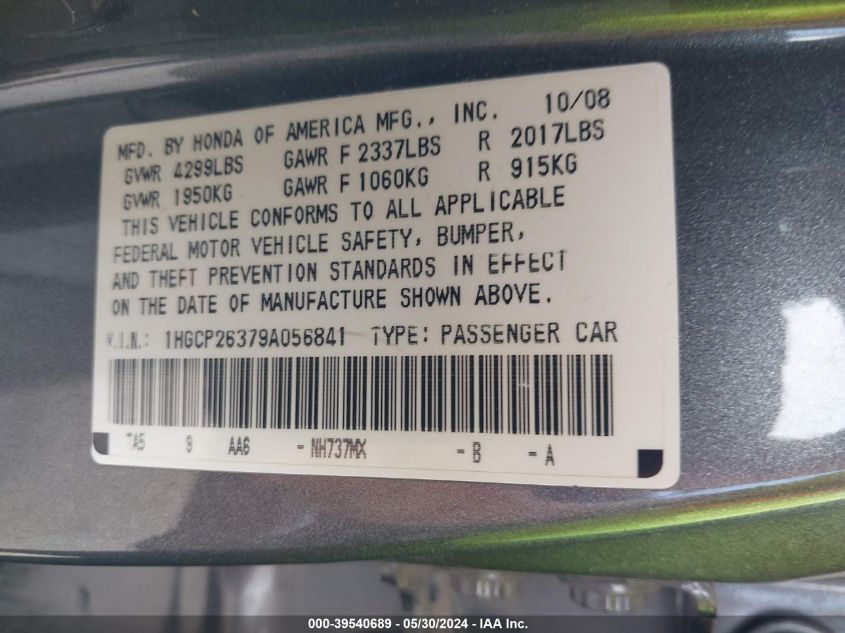 MFD. BY HONDA OF AMERICA MFG., INC. 10/08
GVWR 4299LBS GAWR F 2337LBS R 2017LBS
GVWR 1950KG GAWR F 1060KG R 915KG
THIS VEHICLE CONFORMS TO ALL APPLICABLE
FEDERAL MOTOR VEHICLE SAFETY, BUMPER,
AND THEFT PREVENTION STANDARDS IN EFFECT
ON THE DATE OF MANUFACTURE SHOWN ABOVE.
V.I.N.: 1HGCP26379A056841 TYPE: PASSENGER CAR
TA5 9 AA6 - NH737MX - B - A
000-39540689 - 05/30/2024 - IAAI Inc.